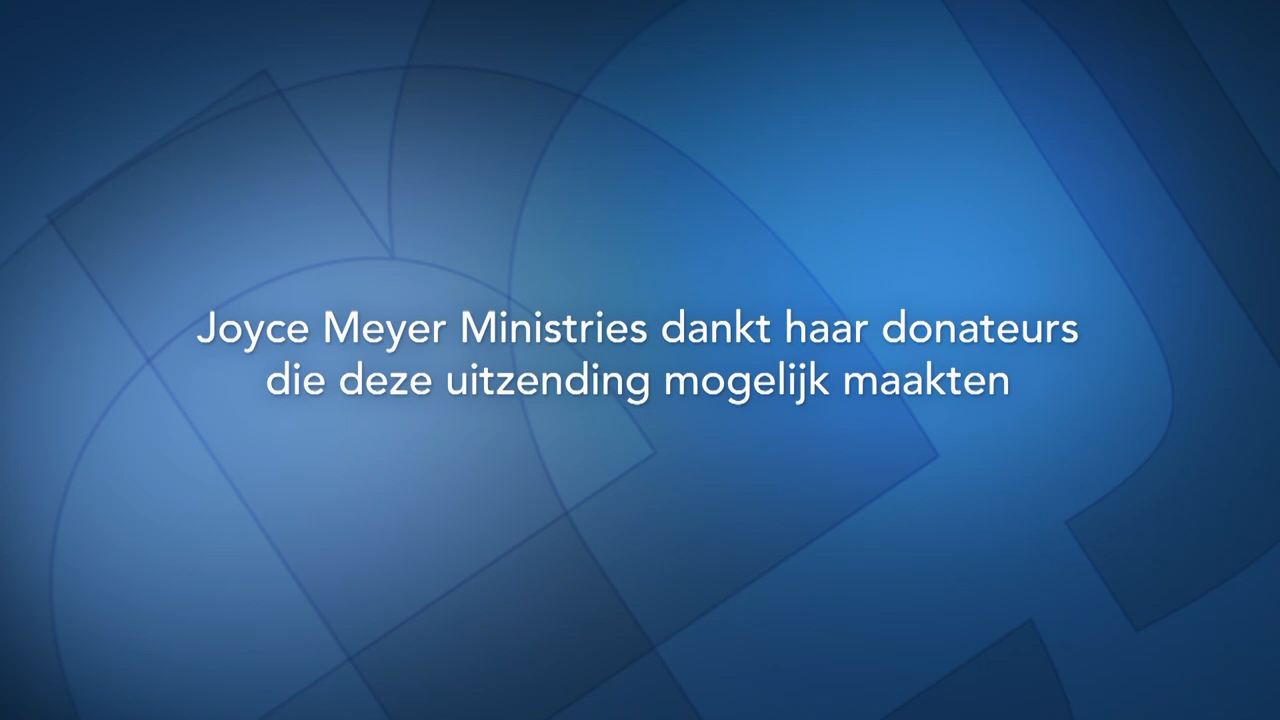 Joyce Meyer Ministries dankt haar donateurs
die deze uitzending mogelijk maakten